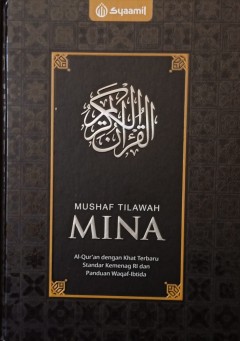 Syaamil
القرآن الكريم
MUSHAF TILAWAH
MINA
Al-Qur'an dengan Khat Terbaru
Standar Kemenag RI dan
Panduan Waqaf-Ibtida